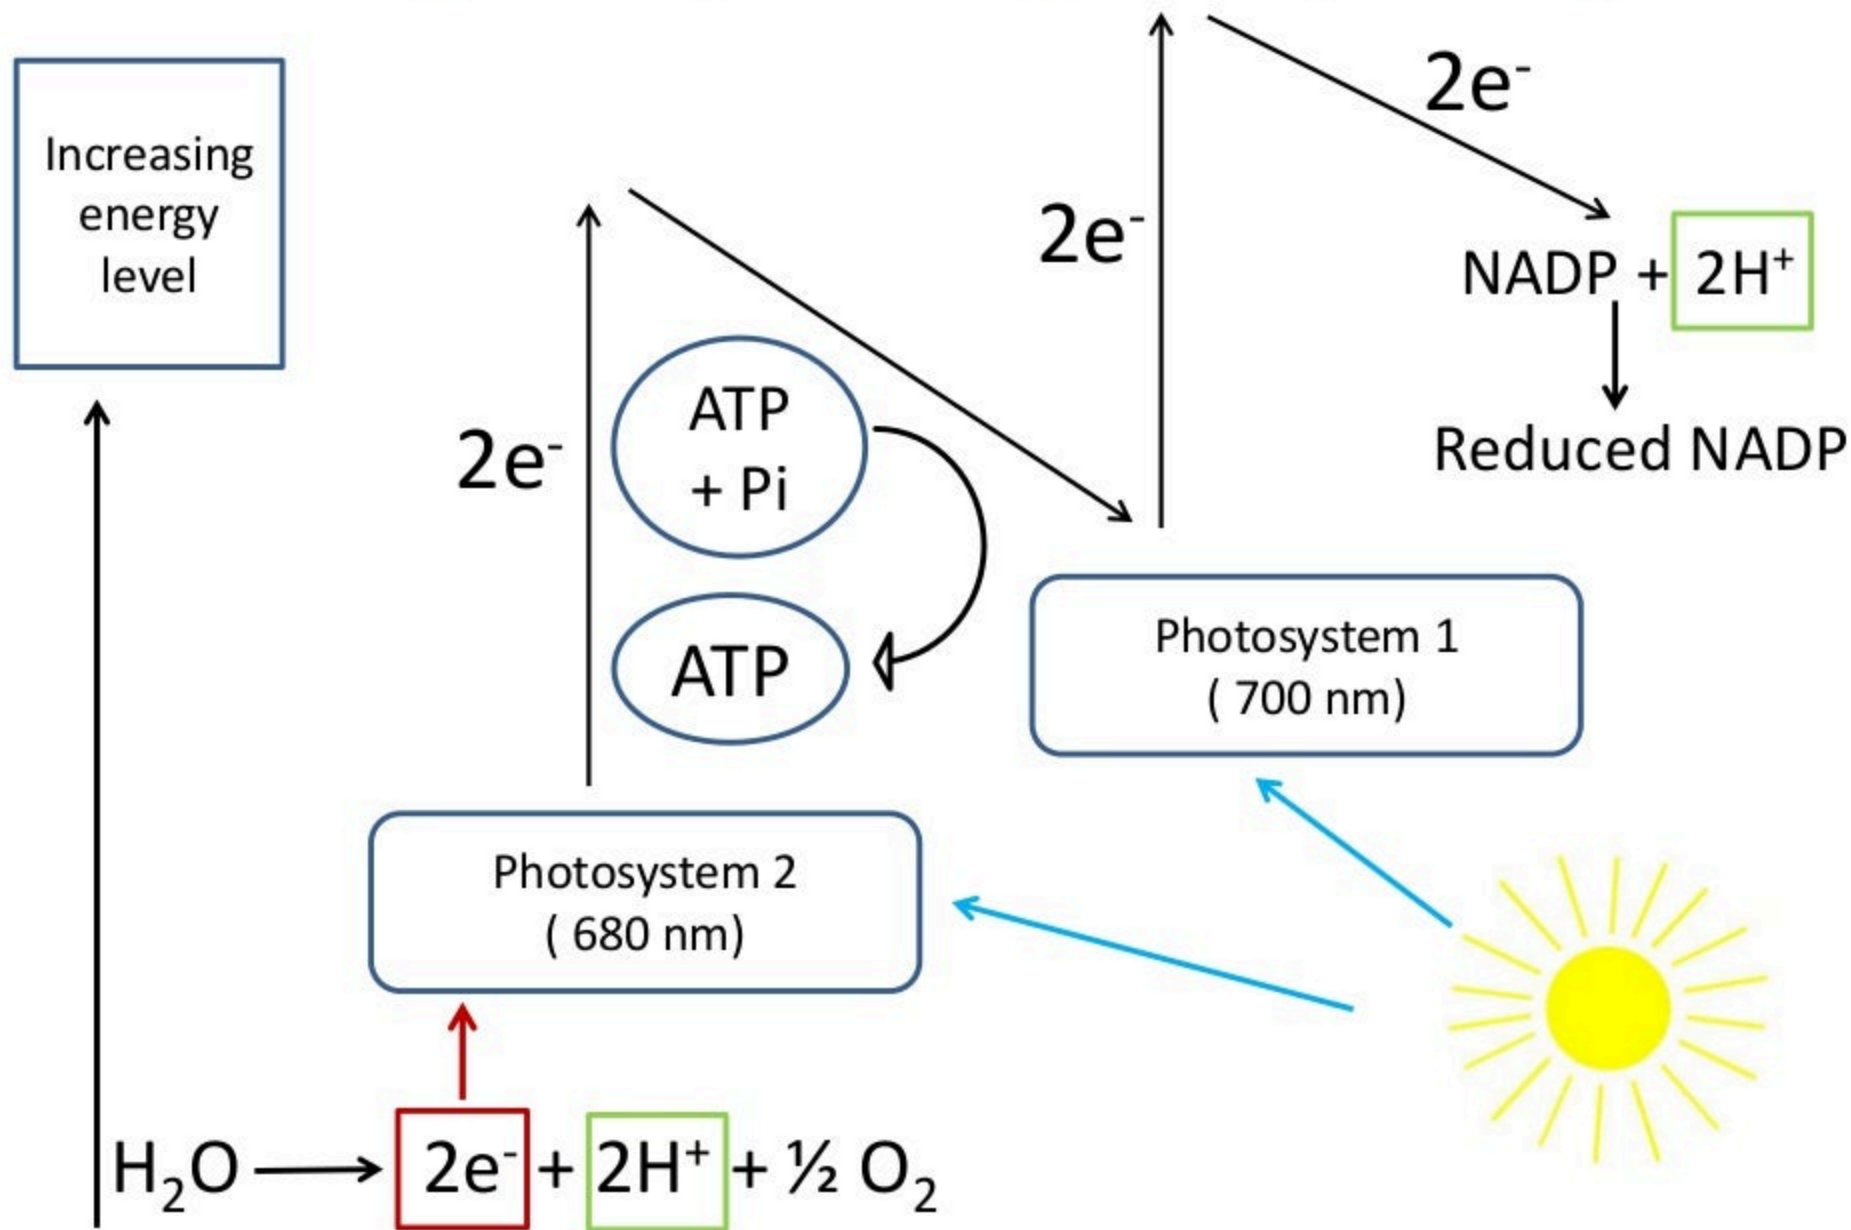 Increasing
energy
level
2e⁻
2e⁻
NADP + 2H⁺
Reduced NADP
2e⁻
ATP
+ Pi
ATP
Photosystem 1
( 700 nm)
Photosystem 2
( 680 nm)
H₂O 2e⁻ + 2H⁺ + ½ O₂